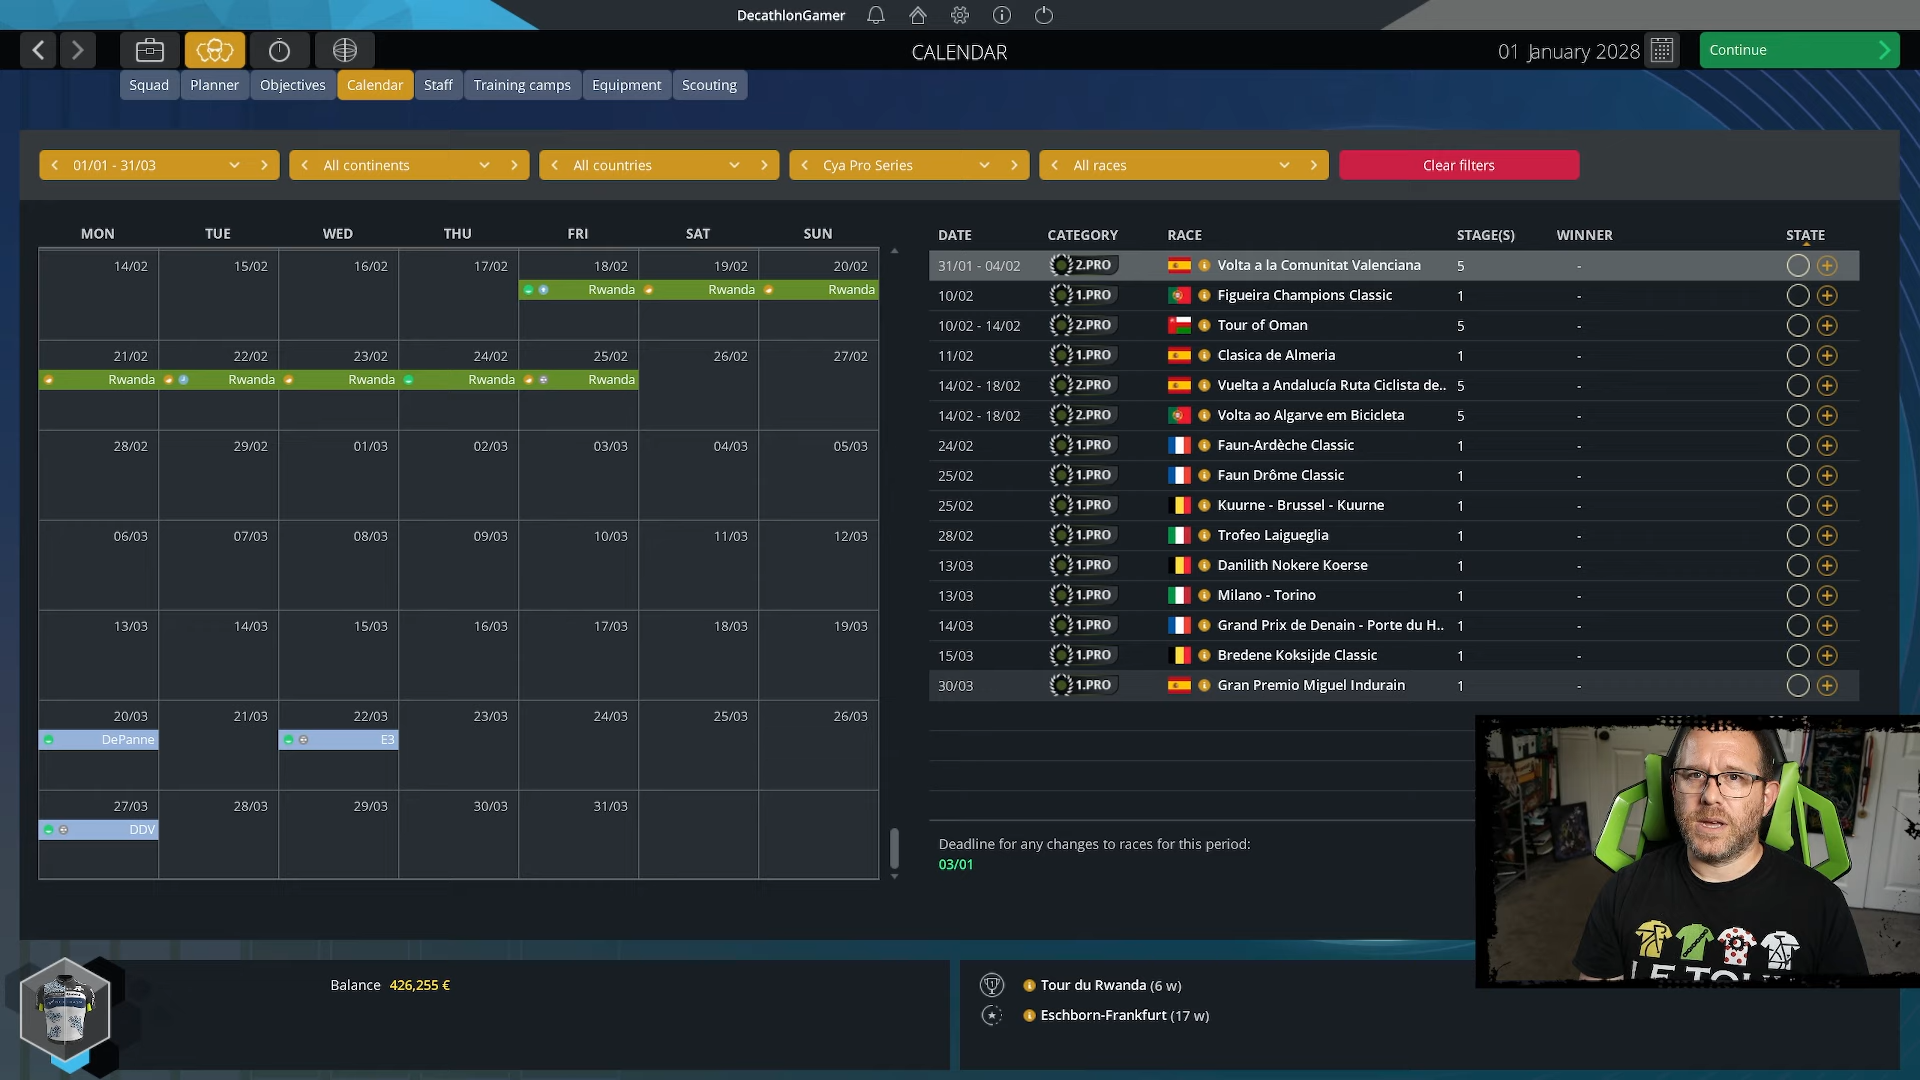 DecathlonGamer
CALENDAR
01 January 2028
Continue
Squad
Planner
Objectives
Calendar
Staff
Training camps
Equipment
Scouting
01/01 - 31/03
All continents
All countries
Cya Pro Series
All races
Clear filters
MON TUE WED THU FRI SAT SUN
14/02 15/02 16/02 17/02 18/02 19/02 20/02
Rwanda Rwanda Rwanda
21/02 22/02 23/02 24/02 25/02 26/02 27/02
Rwanda Rwanda Rwanda Rwanda Rwanda
28/02 29/02 01/03 02/03 03/03 04/03 05/03
06/03 07/03 08/03 09/03 10/03 11/03 12/03
13/03 14/03 15/03 16/03 17/03 18/03 19/03
20/03 21/03 22/03 23/03 24/03 25/03 26/03
DePanne E3
27/03 28/03 29/03 30/03 31/03
DDV
DATE CATEGORY RACE STAGE(S) WINNER STATE
31/01 - 04/02 2.PRO Volta a la Comunitat Valenciana 5 -
10/02 1.PRO Figueira Champions Classic 1 -
10/02 - 14/02 2.PRO Tour of Oman 5 -
11/02 1.PRO Clasica de Almeria 1 -
14/02 - 18/02 2.PRO Vuelta a Andalucía Ruta Ciclista de.. 5 -
14/02 - 18/02 2.PRO Volta ao Algarve em Bicicleta 5 -
24/02 1.PRO Faun-Ardèche Classic 1 -
25/02 1.PRO Faun Drôme Classic 1 -
25/02 1.PRO Kuurne - Brussel - Kuurne 1 -
28/02 1.PRO Trofeo Laigueglia 1 -
13/03 1.PRO Danilith Nokere Koerse 1 -
13/03 1.PRO Milano - Torino 1 -
14/03 1.PRO Grand Prix de Denain - Porte du H.. 1 -
15/03 1.PRO Bredene Koksijde Classic 1 -
30/03 1.PRO Gran Premio Miguel Indurain 1 -
Deadline for any changes to races for this period:
03/01
Balance 426,255 €
Tour du Rwanda (6 w)
Eschborn-Frankfurt (17 w)